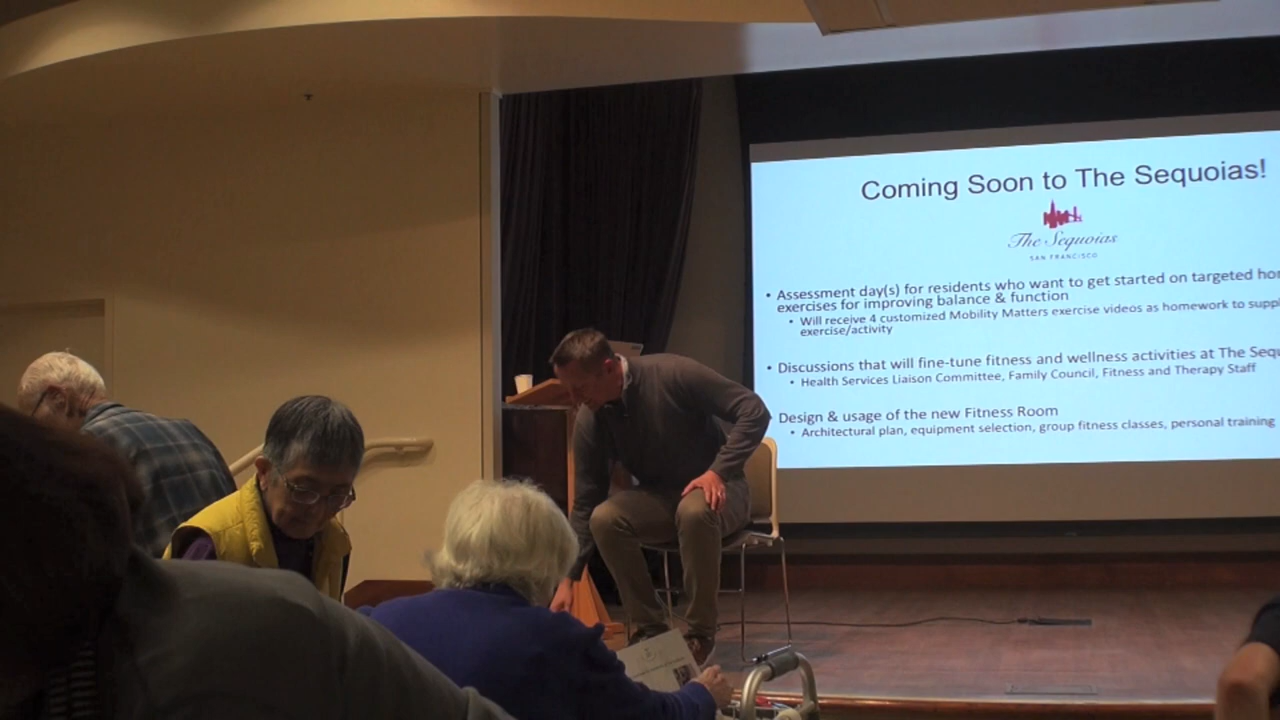 Coming Soon to The Sequoias!
The Sequoias
SAN FRANCISCO
• Assessment day(s) for residents who want to get started on targeted
exercises for improving balance & function
• Will receive 4 customized Mobility Matters exercise videos as homework to
exercise/activity
• Discussions that will fine-tune fitness and wellness activities at The
• Health Services Liaison Committee, Family Council, Fitness and Therapy Staff
Design & usage of the new Fitness Room
• Architectural plan, equipment selection, group fitness classes, personal training